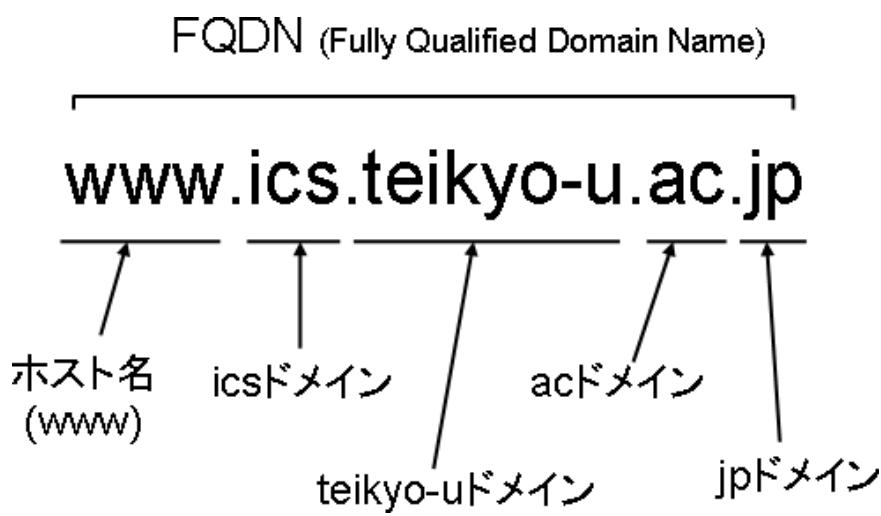 FQDN (Fully Qualified Domain Name)
www.ics.teikyo-u.ac.jp
ホスト名
(www)
icsドメイン
acドメイン
teikyo-uドメイン
jpドメイン